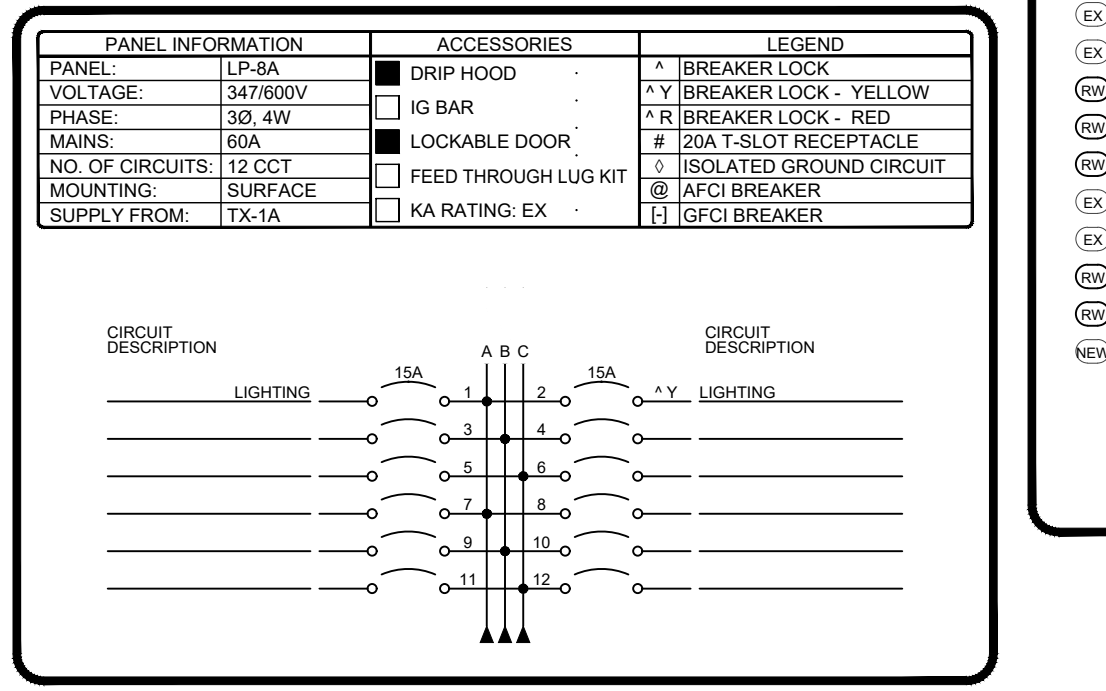 PANEL INFORMATION ACCESSORIES LEGEND
PANEL: LP-8A
VOLTAGE: 347/600V
PHASE: 3Ø, 4W
MAINS: 60A
NO. OF CIRCUITS: 12 CCT
MOUNTING: SURFACE
SUPPLY FROM: TX-1A
DRIP HOOD
IG BAR
LOCKABLE DOOR
FEED THROUGH LUG KIT
KA RATING: EX
^ BREAKER LOCK
^ Y BREAKER LOCK - YELLOW
^ R BREAKER LOCK - RED
# 20A T-SLOT RECEPTACLE
◊ ISOLATED GROUND CIRCUIT
@ AFCI BREAKER
[-] GFCI BREAKER
CIRCUIT
DESCRIPTION
A B C
CIRCUIT
DESCRIPTION
15A 15A
LIGHTING 1 2 ^ Y LIGHTING
3 4
5 6
7 8
9 10
11 12
EX
EX
RW
RW
RW
EX
EX
RW
RW
NEW